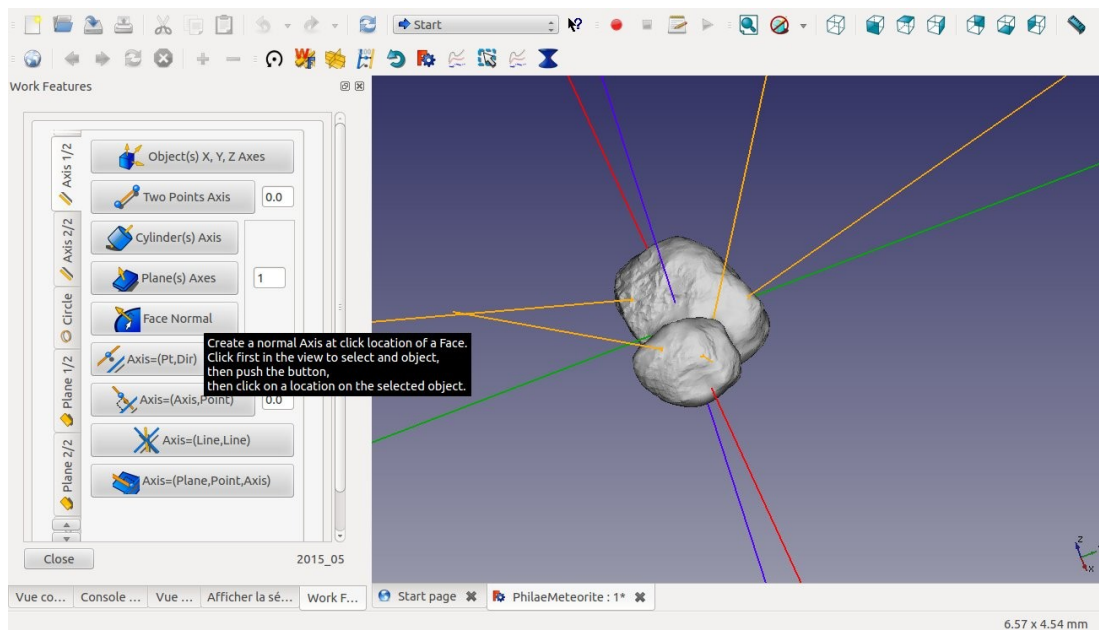 Start
Work Features
Axis 1/2
Axis 2/2
Circle
Plane 1/2
Plane 2/2
Object(s) X, Y, Z Axes
Two Points Axis
0.0
Cylinder(s) Axis
Plane(s) Axes
1
Face Normal
Create a normal Axis at click location of a Face.
Click first in the view to select and object,
then push the button,
then click on a location on the selected object.
Axis=(Pt,Dir)
Axis=(Axis,Point)
0.0
Axis=(Line,Line)
Axis=(Plane,Point,Axis)
Close
2015_05
z
x
Vue co...
Console ...
Vue ...
Afficher la sé...
Work F...
Start page
PhilaeMeteorite : 1*
6.57 x 4.54 mm